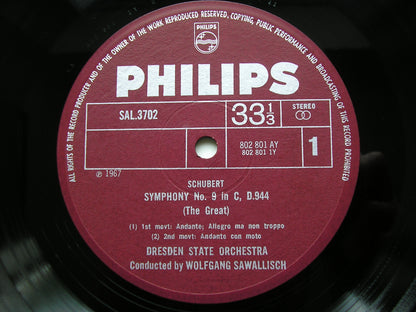 ALL RIGHTS OF THE RECORD PRODUCER AND OF THE OWNER OF THE WORK REPRODUCED RESERVED. COPYING, PUBLIC PERFORMANCE AND BROADCASTING OF THIS RECORD PROHIBITED
PHILIPS
PHILIPS
SAL.3702
33 1/3
STEREO
802 801 AY
802 801 1Y
1
℗ 1967
SCHUBERT
SYMPHONY No. 9 in C, D.944
(The Great)
(1) 1st movt: Andante; Allegro ma non troppo
(2) 2nd movt: Andante con moto
DRESDEN STATE ORCHESTRA
Conducted by WOLFGANG SAWALLISCH